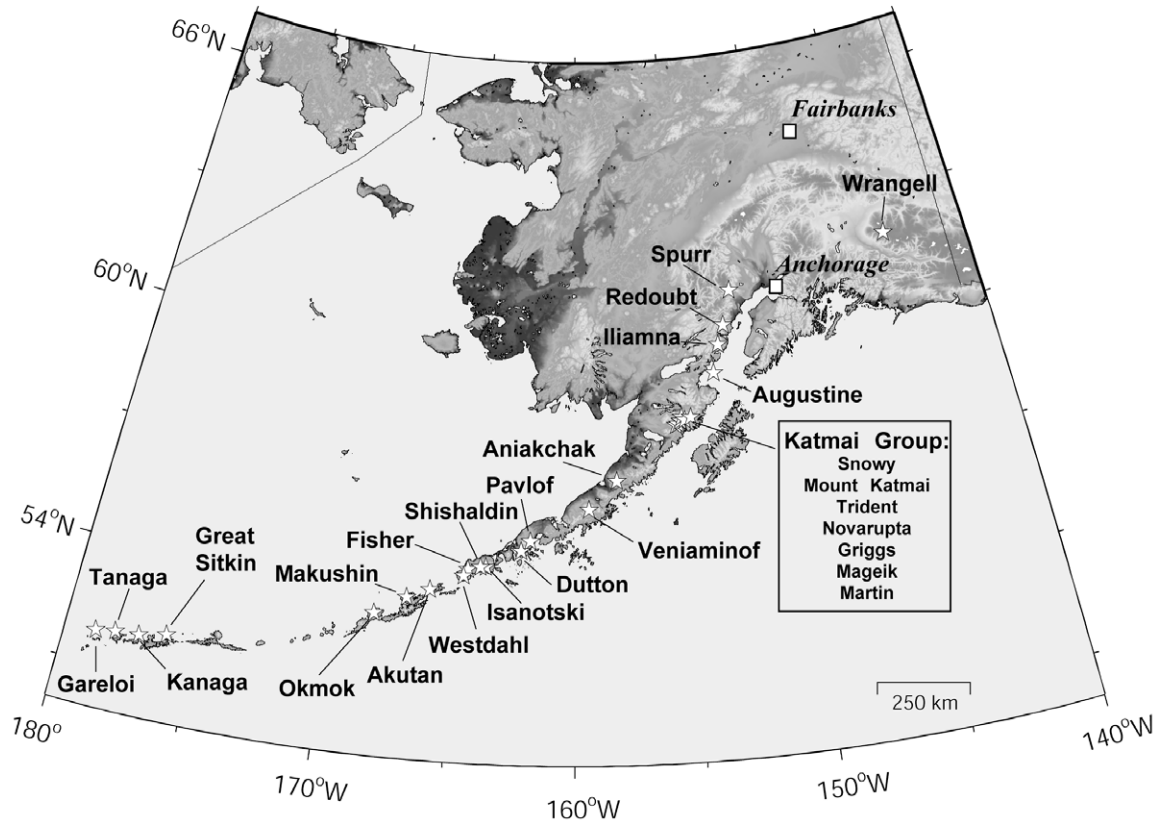 66°N
Fairbanks
Wrangell
Spurr
Anchorage
60°N
Redoubt
Iliamna
Augustine
Katmai Group:
Snowy
Mount Katmai
Trident
Novarupta
Griggs
Mageik
Martin
Aniakchak
Pavlof
Shishaldin
54°N
Great
Sitkin
Fisher
Veniaminof
Tanaga
Makushin
Dutton
Isanotski
Westdahl
Akutan
Gareloi
Kanaga
Okmok
250 km
180°
170°W
160°W
150°W
140°W